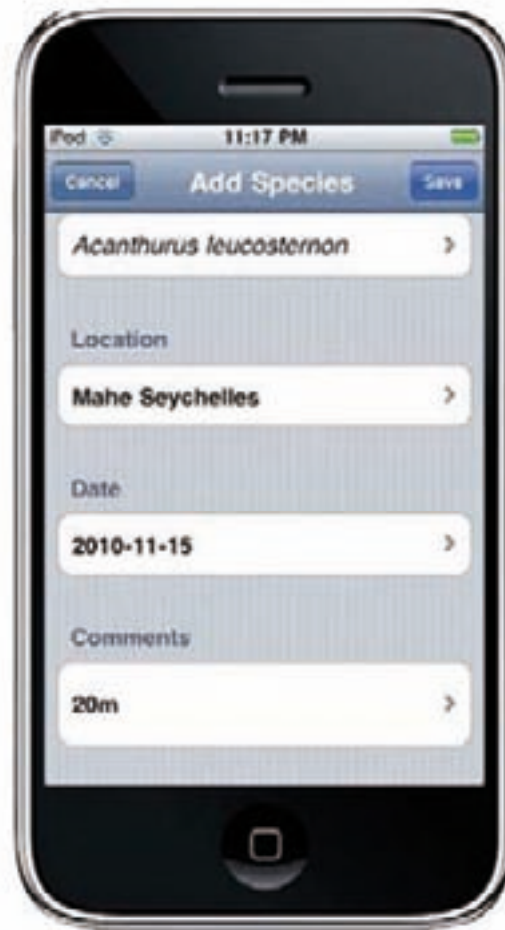 iPod 11:17 PM
Cancel Add Species Save
Acanthurus leucosternon
Location
Mahe Seychelles
Date
2010-11-15
Comments
20m